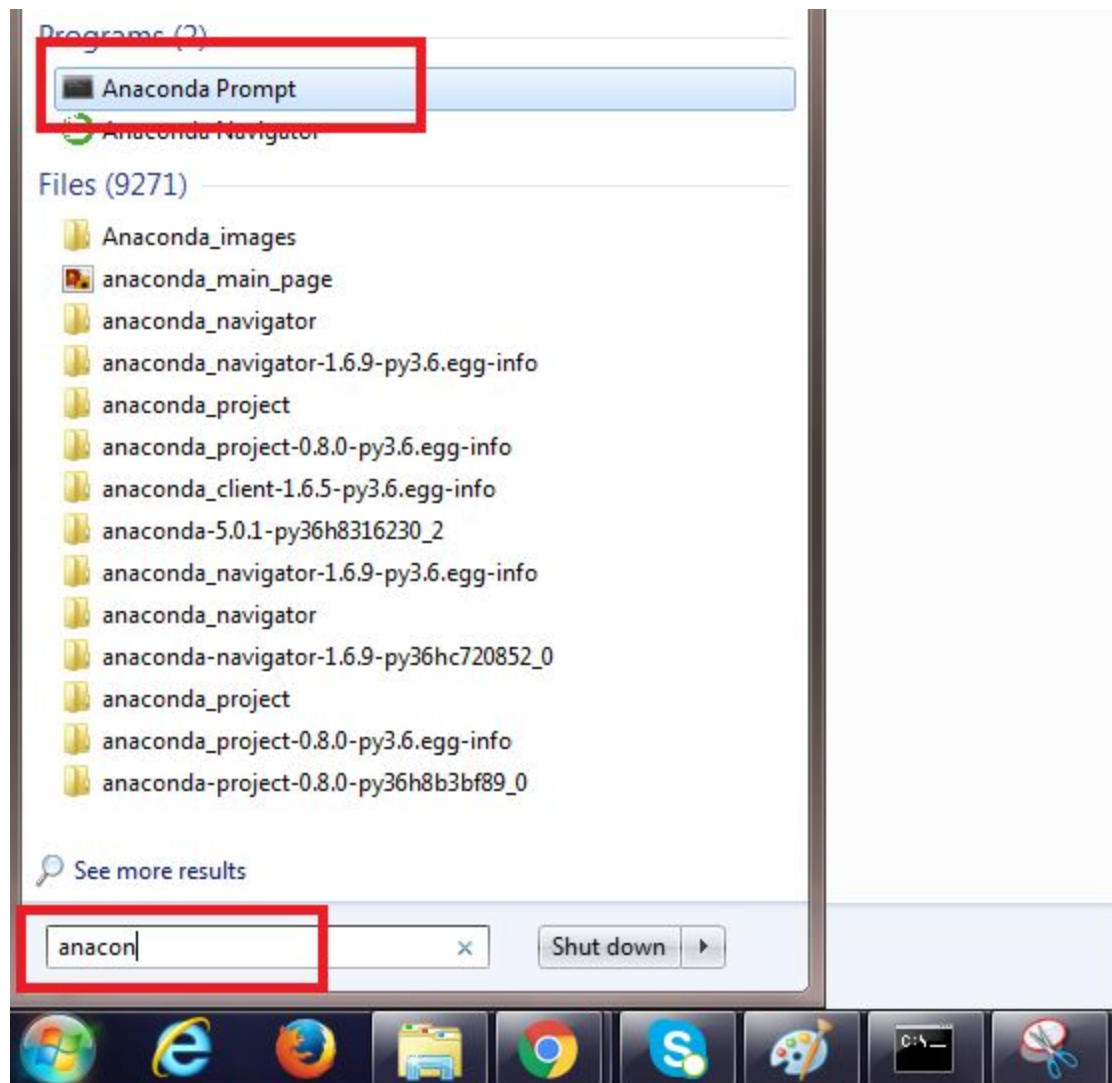 Programs (2)
Anaconda Prompt
Anaconda Navigator
Files (9271)
Anaconda_images
anaconda_main_page
anaconda_navigator
anaconda_navigator-1.6.9-py3.6.egg-info
anaconda_project
anaconda_project-0.8.0-py3.6.egg-info
anaconda_client-1.6.5-py3.6.egg-info
anaconda-5.0.1-py36h8316230_2
anaconda_navigator-1.6.9-py3.6.egg-info
anaconda_navigator
anaconda-navigator-1.6.9-py36hc720852_0
anaconda_project
anaconda_project-0.8.0-py3.6.egg-info
anaconda-project-0.8.0-py36h8b3bf89_0
See more results
anacon Shut down
C:\_